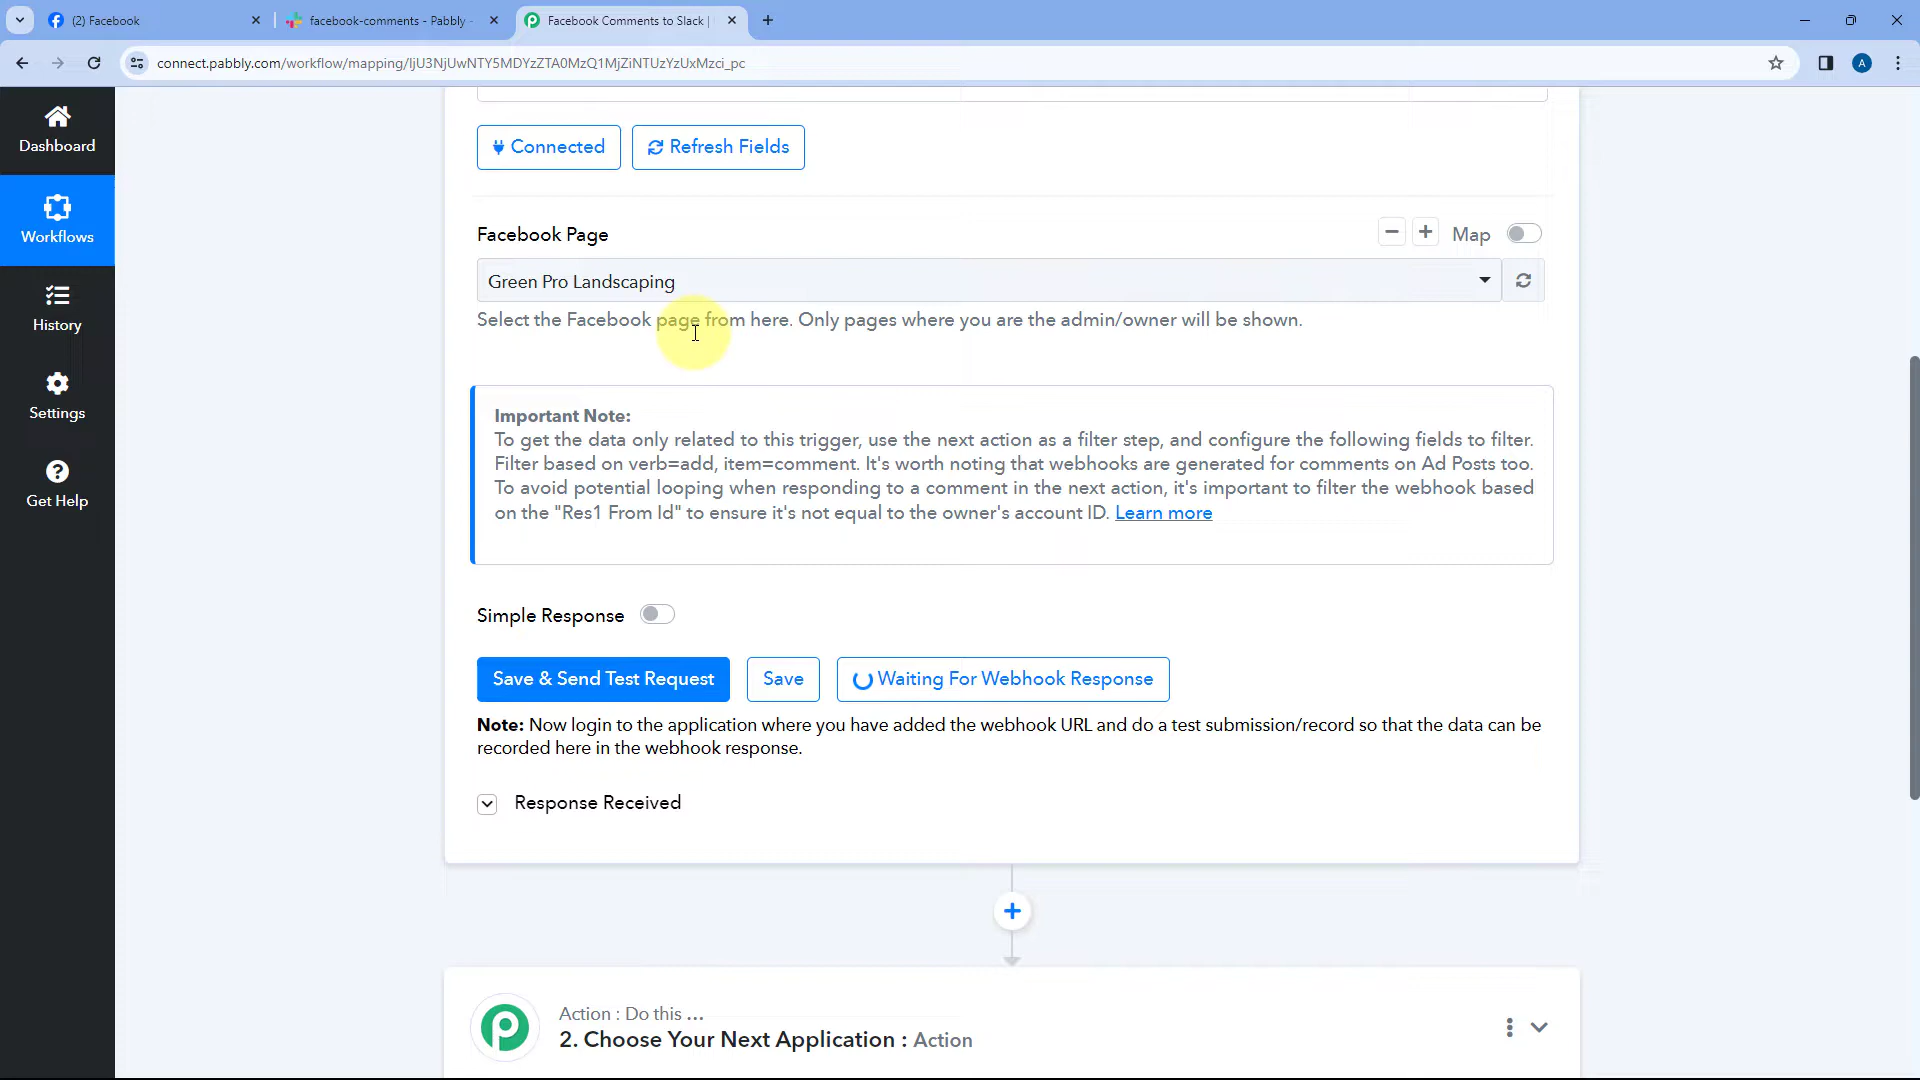 (2) Facebook
facebook-comments - Pabbly -
Facebook Comments to Slack |
connect.pabbly.com/workflow/mapping/IjU3NjUwNTY5MDYzZTA0MzQ1MjZiNTUzYzUxMzci_pc
A
Dashboard
Workflows
History
Settings
Get Help
Connected
Refresh Fields
Facebook Page
Map
Green Pro Landscaping
Select the Facebook page from here. Only pages where you are the admin/owner will be shown.
Important Note:
To get the data only related to this trigger, use the next action as a filter step, and configure the following fields to filter.
Filter based on verb=add, item=comment. It's worth noting that webhooks are generated for comments on Ad Posts too.
To avoid potential looping when responding to a comment in the next action, it's important to filter the webhook based
on the "Res1 From Id" to ensure it's not equal to the owner's account ID. Learn more
Simple Response
Save & Send Test Request
Save
Waiting For Webhook Response
Note: Now login to the application where you have added the webhook URL and do a test submission/record so that the data can be
recorded here in the webhook response.
Response Received
Action : Do this ...
2. Choose Your Next Application : Action